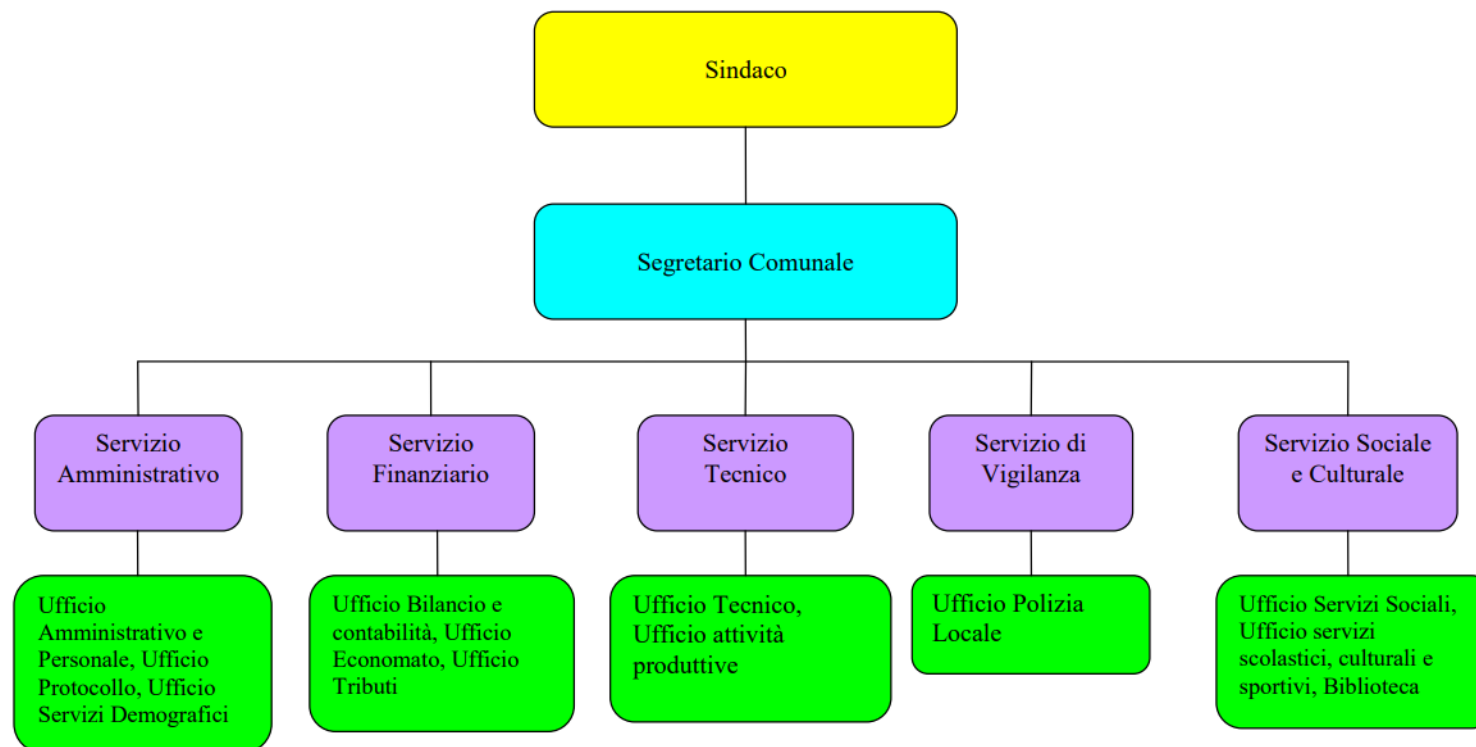 Sindaco
Segretario Comunale
Servizio
Amministrativo
Servizio
Finanziario
Servizio
Tecnico
Servizio di
Vigilanza
Servizio Sociale
e Culturale
Ufficio
Amministrativo e
Personale, Ufficio
Protocollo, Ufficio
Servizi Demografici
Ufficio Bilancio e
contabilità, Ufficio
Economato, Ufficio
Tributi
Ufficio Tecnico,
Ufficio attività
produttive
Ufficio Polizia
Locale
Ufficio Servizi Sociali,
Ufficio servizi
scolastici, culturali e
sportivi, Biblioteca